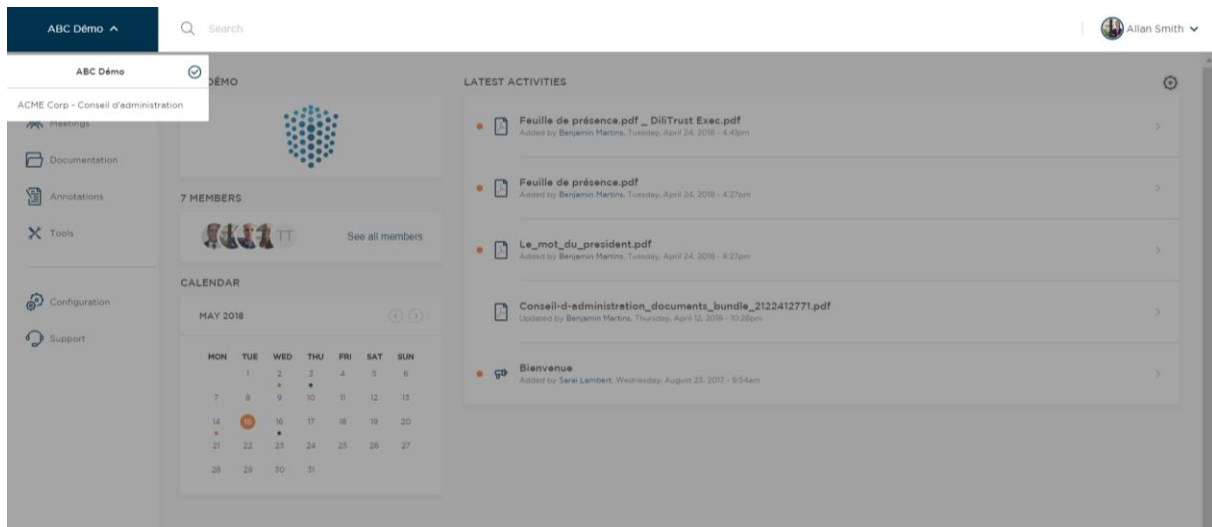 ABC Démo
Search
Allan Smith
ABC Démo
ACME Corp - Conseil d'administration
Meetings
Documentation
Annotations
Tools
Configuration
Support
DÉMO
7 MEMBERS
TT
See all members
CALENDAR
MAY 2018
MON TUE WED THU FRI SAT SUN
1 2 3 4 5 6
7 8 9 10 11 12 13
14 15 16 17 18 19 20
21 22 23 24 25 26 27
28 29 30 31
LATEST ACTIVITIES
Feuille de présence.pdf _ DiliTrust Exec.pdf
Added by Benjamin Martins, Tuesday, April 24, 2018 - 4:41pm
Feuille de présence.pdf
Added by Benjamin Martins, Tuesday, April 24, 2018 - 4:27pm
Le_mot_du_president.pdf
Added by Benjamin Martins, Tuesday, April 24, 2018 - 4:27pm
Conseil-d-administration_documents_bundle_2122412771.pdf
Updated by Benjamin Martins, Thursday, April 12, 2018 - 10:26pm
Bienvenue
Added by Sarai Lambert, Wednesday, August 23, 2017 - 9:54am